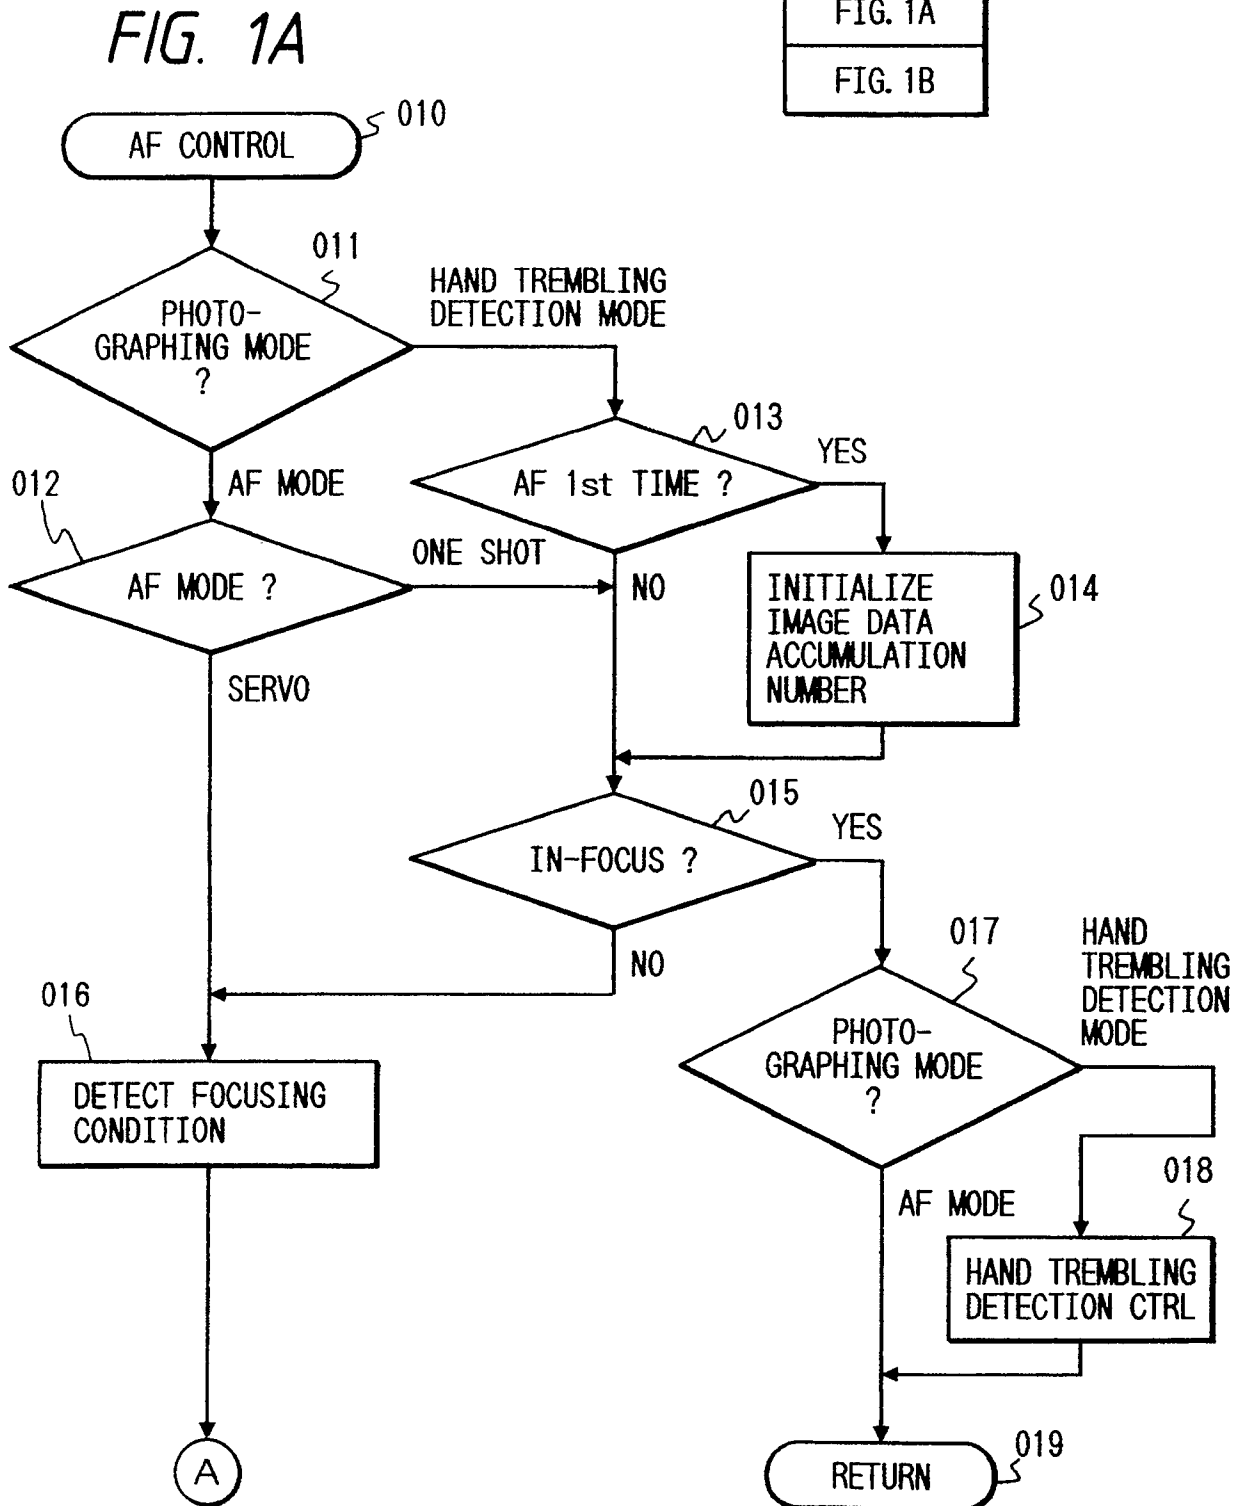 FIG. 1A
FIG. 1A
FIG. 1B
AF CONTROL
010
011
PHOTO-
GRAPHING MODE
?
HAND TREMBLING
DETECTION MODE
AF MODE
013
AF 1st TIME ?
YES
012
AF MODE ?
ONE SHOT
NO
INITIALIZE
IMAGE DATA
ACCUMULATION
NUMBER
014
SERVO
015
IN-FOCUS ?
YES
NO
016
DETECT FOCUSING
CONDITION
017
PHOTO-
GRAPHING MODE
?
HAND
TREMBLING
DETECTION
MODE
AF MODE
018
HAND TREMBLING
DETECTION CTRL
A
RETURN
019